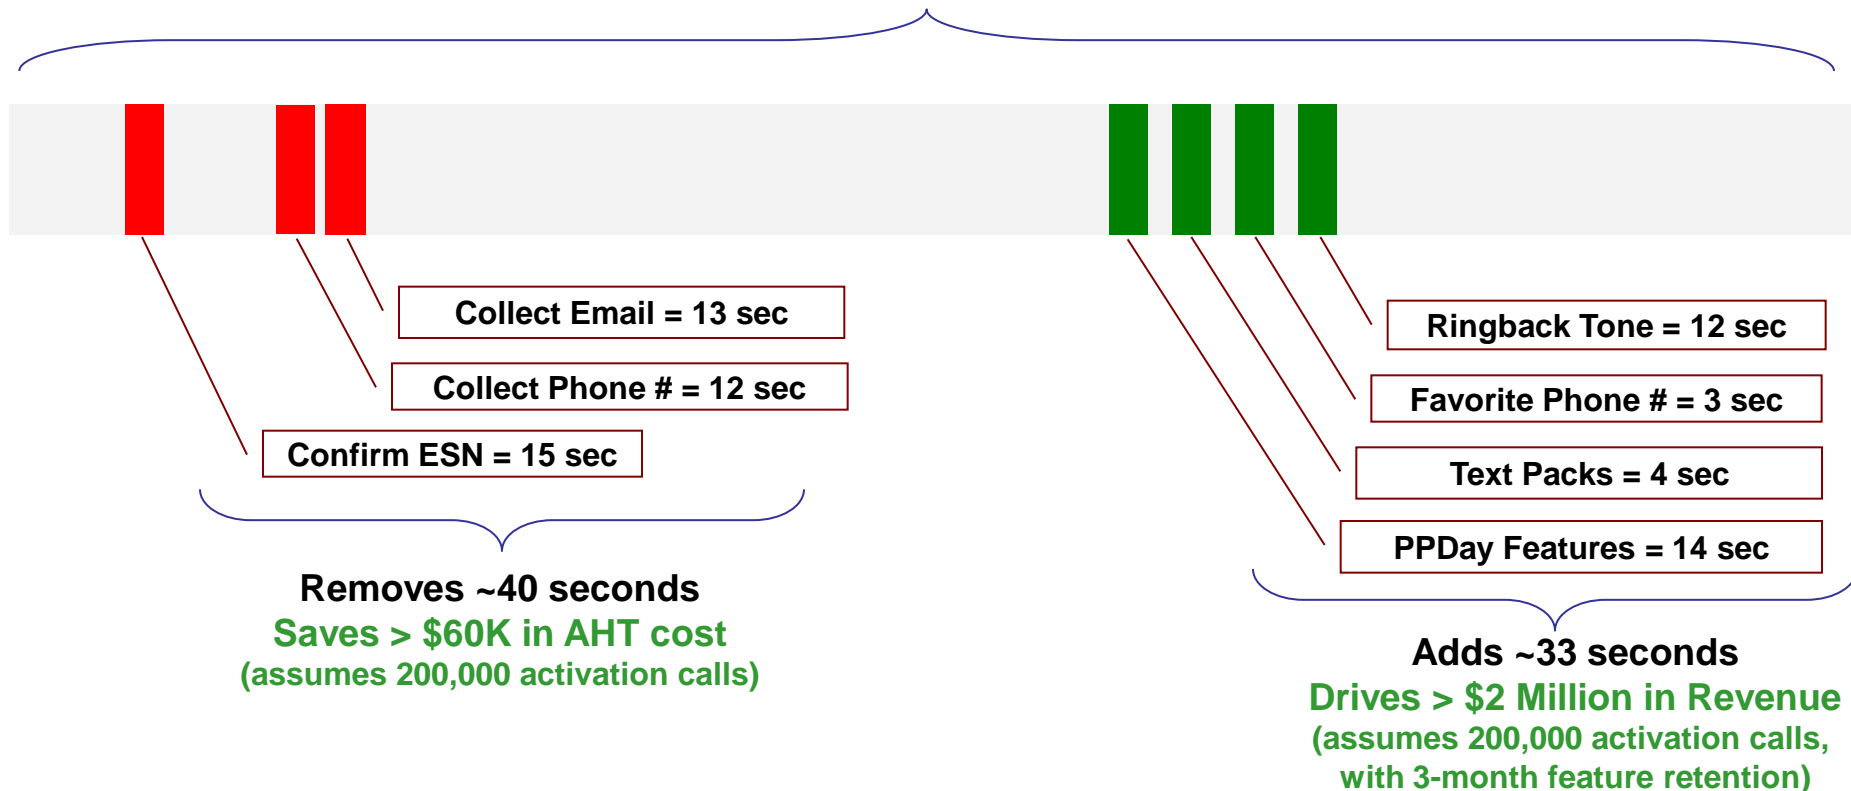 Collect Email = 13 sec
Collect Phone # = 12 sec
Confirm ESN = 15 sec
Removes ~40 seconds
Saves > $60K in AHT cost
(assumes 200,000 activation calls)
Ringback Tone = 12 sec
Favorite Phone # = 3 sec
Text Packs = 4 sec
PPDay Features = 14 sec
Adds ~33 seconds
Drives > $2 Million in Revenue
(assumes 200,000 activation calls,
with 3-month feature retention)